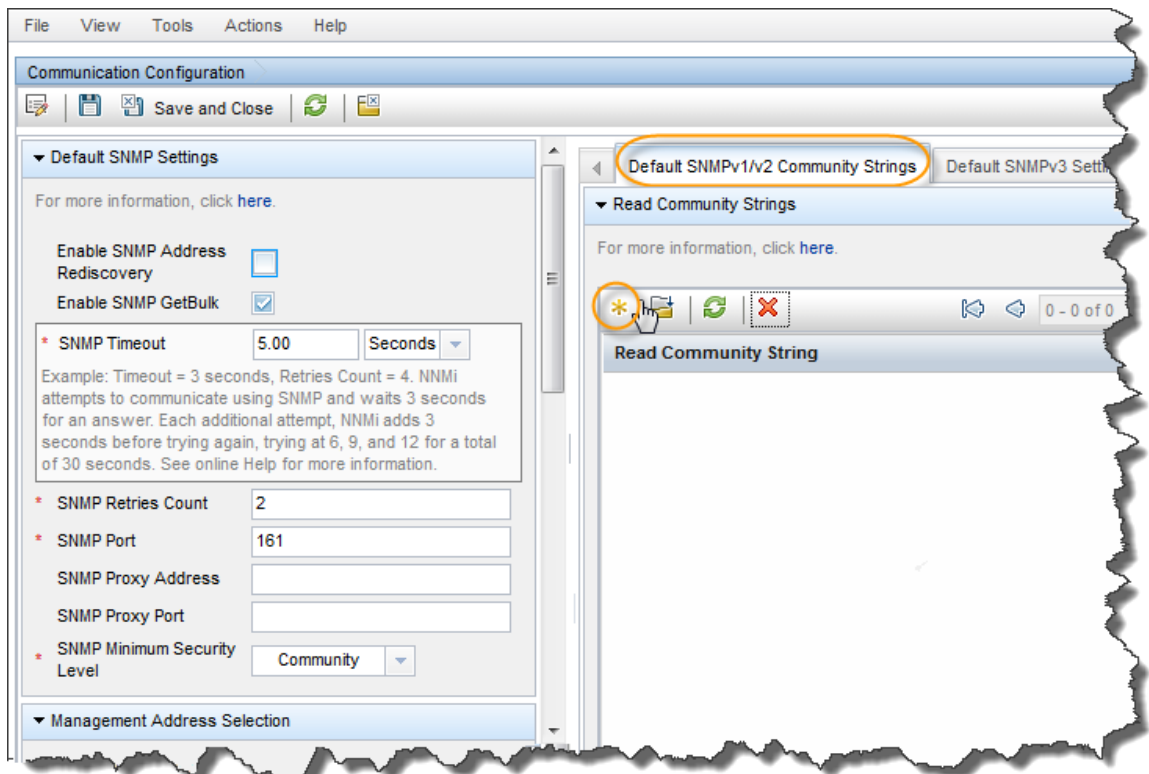 File View Tools Actions Help
Communication Configuration
Save and Close
Default SNMP Settings
For more information, click here.
Enable SNMP Address
Rediscovery
Enable SNMP GetBulk
* SNMP Timeout 5.00 Seconds
Example: Timeout = 3 seconds, Retries Count = 4. NNMi
attempts to communicate using SNMP and waits 3 seconds
for an answer. Each additional attempt, NNMi adds 3
seconds before trying again, trying at 6, 9, and 12 for a total
of 30 seconds. See online Help for more information.
* SNMP Retries Count 2
* SNMP Port 161
SNMP Proxy Address
SNMP Proxy Port
* SNMP Minimum Security
Level Community
Management Address Selection
Default SNMPv1/v2 Community Strings Default SNMPv3
Read Community Strings
For more information, click here.
0 - 0 of 0
Read Community String